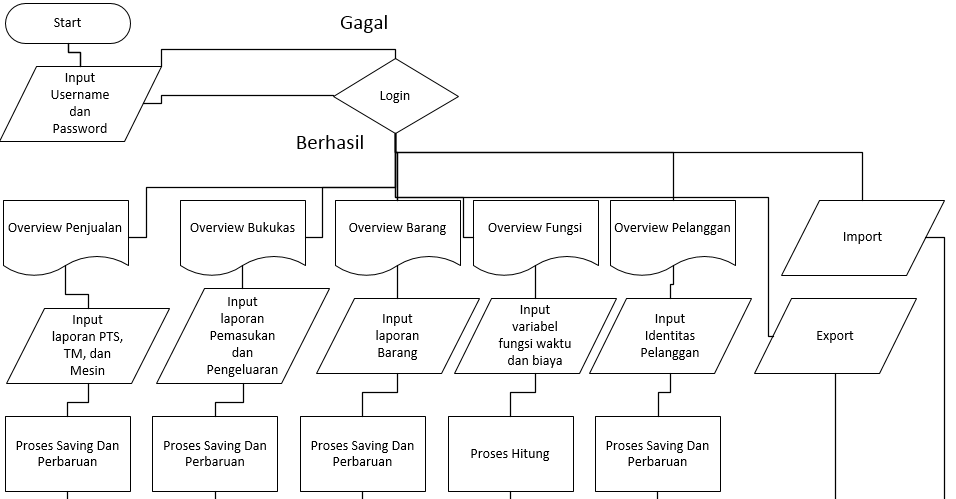 Start
Gagal
Input
Username
dan
Password
Login
Berhasil
Overview Penjualan
Overview Bukukas
Overview Barang
Overview Fungsi
Overview Pelanggan
Import
Input
laporan PTS,
TM, dan
Mesin
Input
laporan
Pemasukan
dan
Pengeluaran
Input
laporan
Barang
Input
variabel
fungsi waktu
dan biaya
Input
Identitas
Pelanggan
Export
Proses Saving Dan
Perbaruan
Proses Saving Dan
Perbaruan
Proses Saving Dan
Perbaruan
Proses Hitung
Proses Saving Dan
Perbaruan